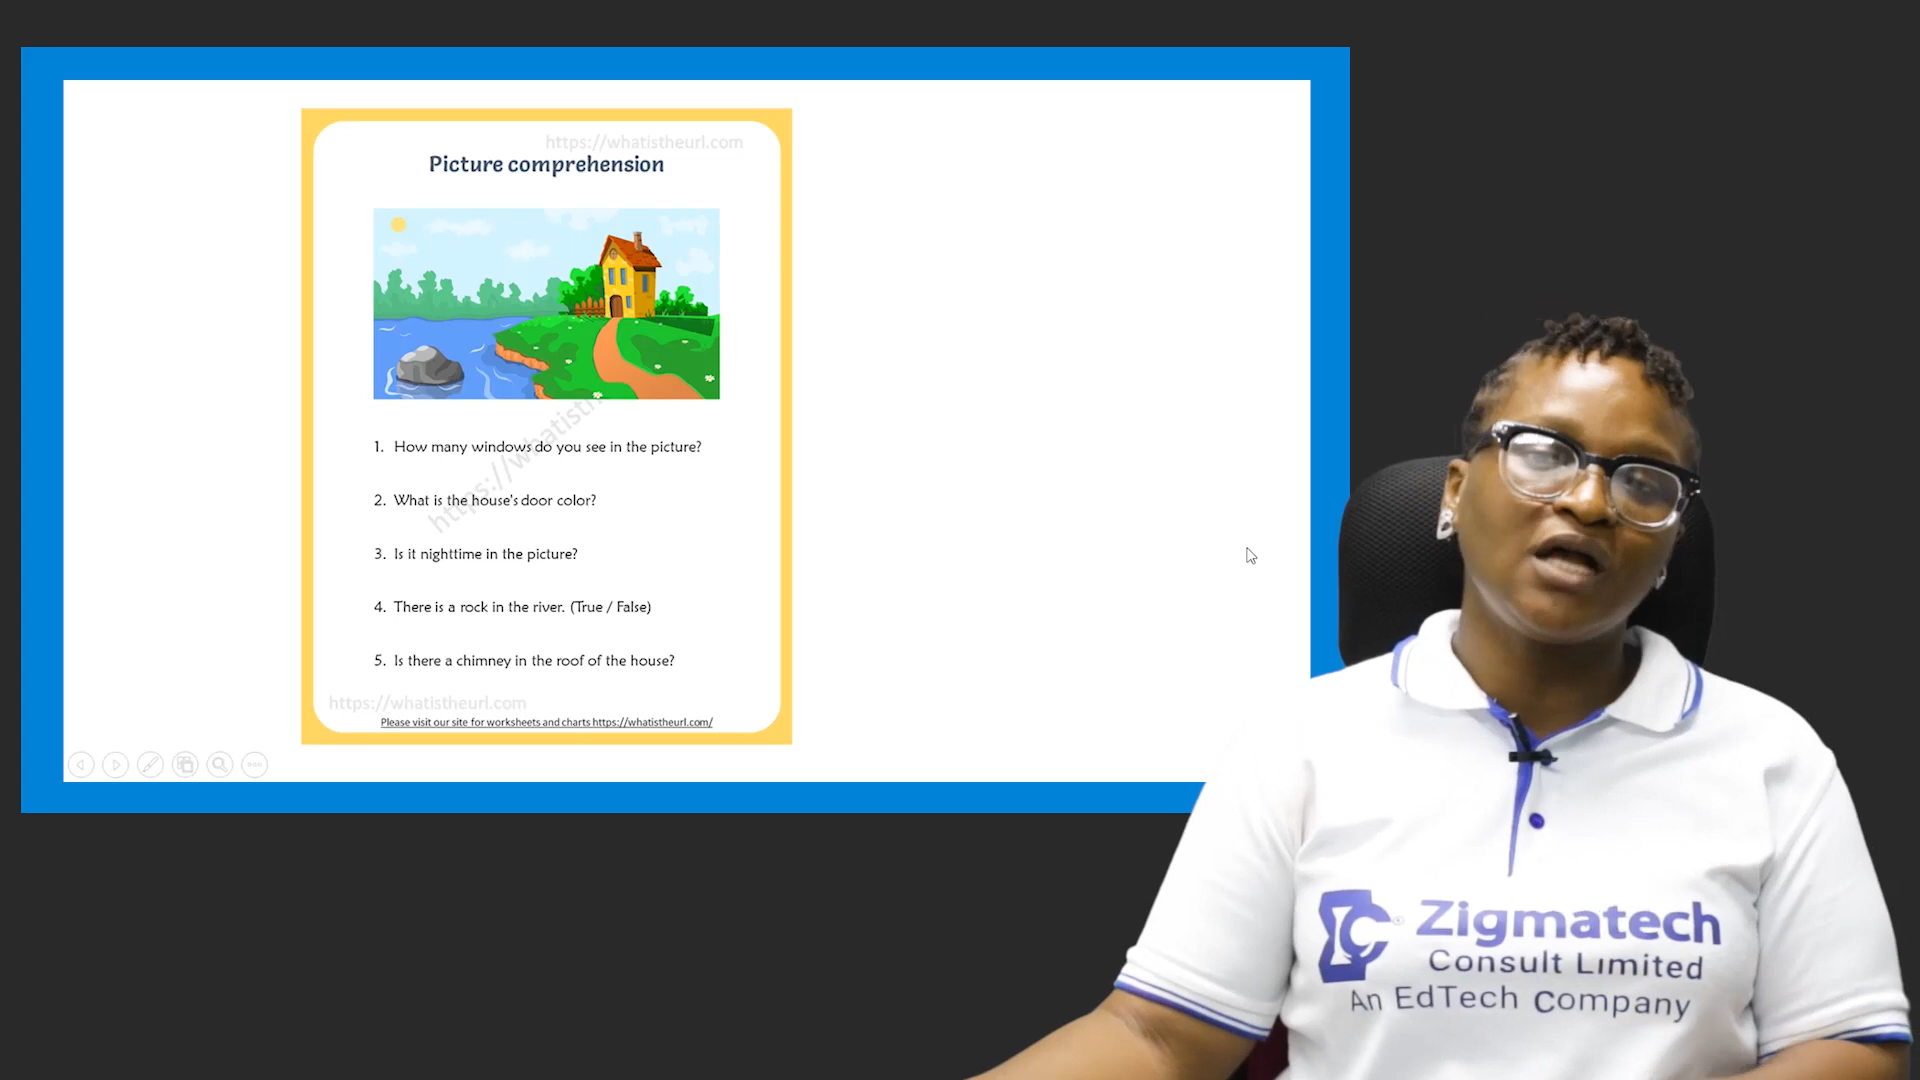 https://whatistheurl.com
Picture comprehension
https://whatisth
1. How many windows do you see in the picture?
2. What is the house's door color?
3. Is it nighttime in the picture?
4. There is a rock in the river. (True / False)
5. Is there a chimney in the roof of the house?
https://whatistheurl.com
Please visit our site for worksheets and charts https://whatistheurl.com/
Zigmatech
Consult Limited
An EdTech Company